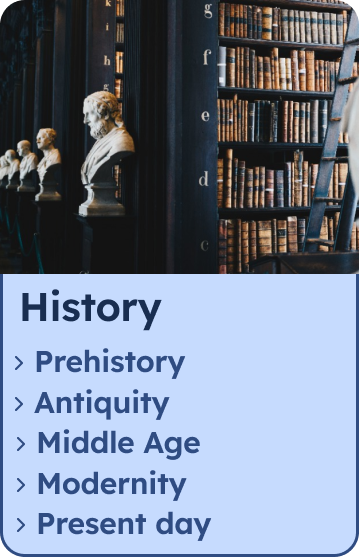 k
i
h
g
g
f
e
d
c
History
› Prehistory
› Antiquity
› Middle Age
› Modernity
› Present day